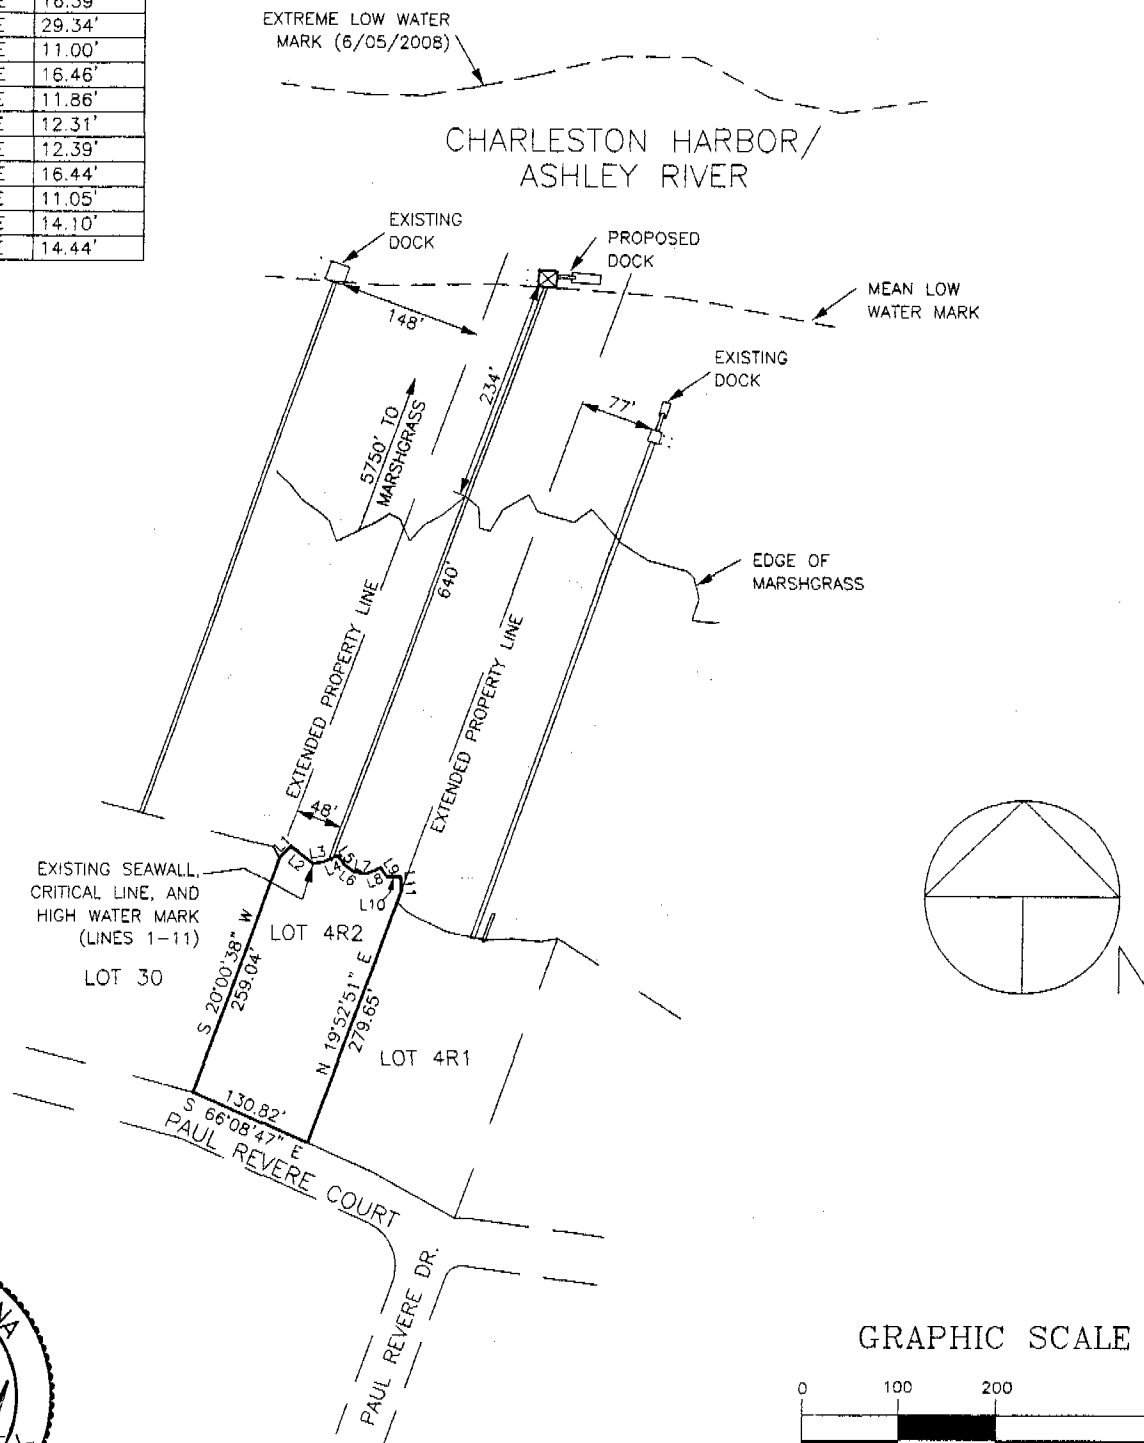 E 16.39'
E 29.34'
E 11.00'
E 16.46'
E 11.86'
E 12.31'
E 12.39'
E 16.44'
E 11.05'
E 14.10'
E 14.44'
EXTREME LOW WATER
MARK (6/05/2008)
CHARLESTON HARBOR/
ASHLEY RIVER
EXISTING
DOCK
PROPOSED
DOCK
MEAN LOW
WATER MARK
148'
EXISTING
DOCK
234'
77'
5750' TO
MARSHGRASS
EDGE OF
MARSHGRASS
640'
EXTENDED PROPERTY LINE
EXTENDED PROPERTY LINE
48'
L1
L2
L3
L4
L5
L6
L7
L8
L9
L10
L11
EXISTING SEAWALL,
CRITICAL LINE, AND
HIGH WATER MARK
(LINES 1-11)
LOT 4R2
LOT 30
S 20°00'38" W
259.04'
N 19°52'51" E
279.65'
LOT 4R1
130.82'
S 66°08'47" E
PAUL REVERE COURT
PAUL REVERE DR.
N
NA
GRAPHIC SCALE
0 100 200